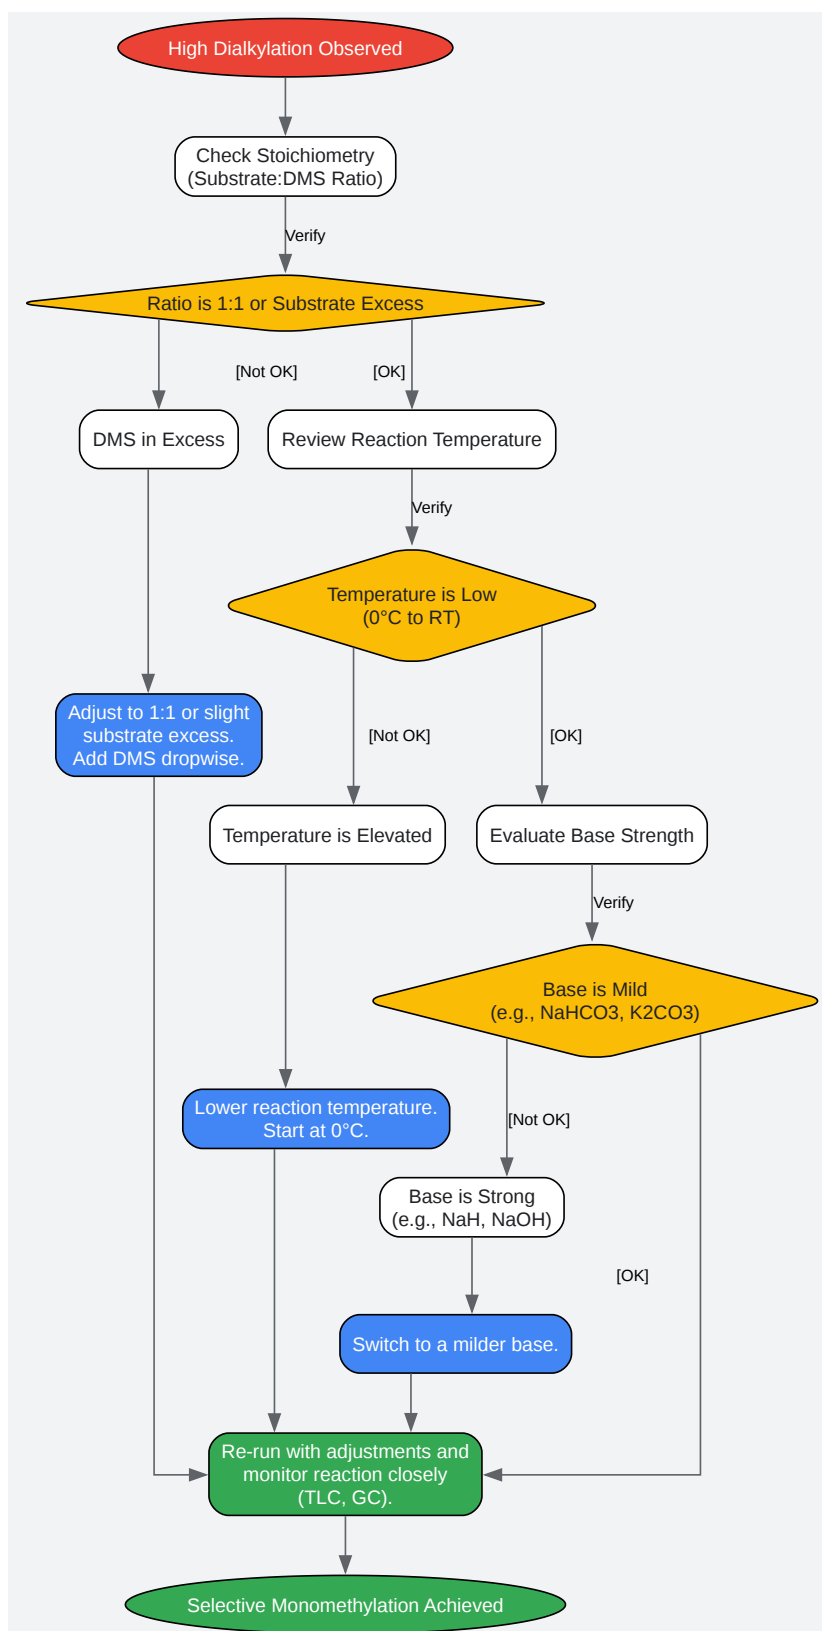 High Dialkylation Observed
Check Stoichiometry
(Substrate:DMS Ratio)
Verify
Ratio is 1:1 or Substrate Excess
[Not OK]
[OK]
DMS in Excess
Review Reaction Temperature
Verify
Temperature is Low
(0°C to RT)
Adjust to 1:1 or slight
substrate excess.
Add DMS dropwise.
[Not OK]
[OK]
Temperature is Elevated
Evaluate Base Strength
Verify
Base is Mild
(e.g., NaHCO3, K2CO3)
Lower reaction temperature.
Start at 0°C.
[Not OK]
Base is Strong
(e.g., NaH, NaOH)
[OK]
Switch to a milder base.
Re-run with adjustments and
monitor reaction closely
(TLC, GC).
Selective Monomethylation Achieved